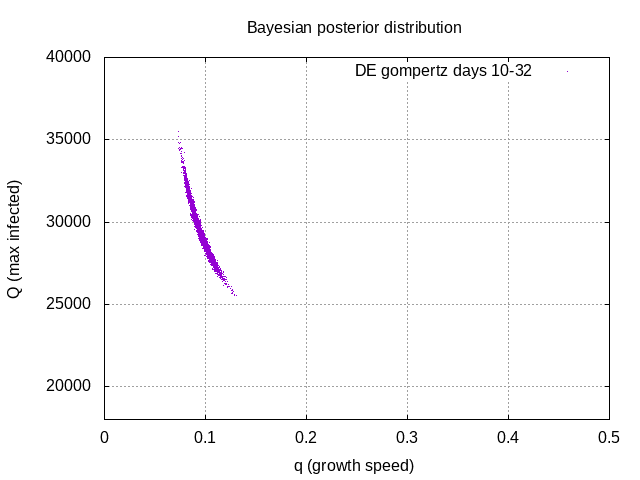 Bayesian posterior distribution
40000
DE gompertz days 10-32
35000
30000
25000
20000
Q (max infected)
0 0.1 0.2 0.3 0.4 0.5
q (growth speed)